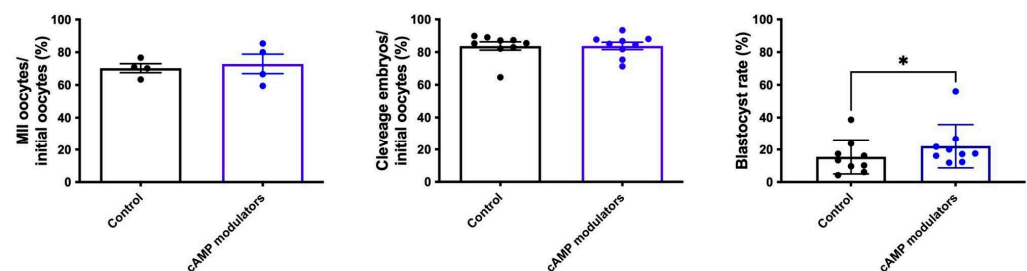 MII oocytes/
initial oocytes (%)
100
80
60
40
20
0
Control
cAMP modulators
Cleveage embryos/
initial oocytes (%)
100
80
60
40
20
0
Control
cAMP modulators
Blastocyst rate (%)
100
80
60
40
20
0
*
Control
cAMP modulators